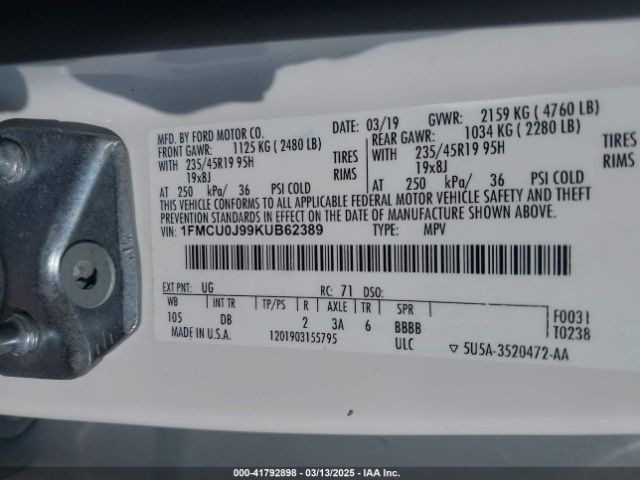 MFD. BY FORD MOTOR CO.
DATE: 03/19 GVWR: 2159 KG ( 4760 LB)
FRONT GAWR: 1125 KG ( 2480 LB) REAR GAWR: 1034 KG ( 2280 LB)
WITH 235/45R19 95H TIRES WITH 235/45R19 95H TIRES
19x8J RIMS 19x8J RIMS
AT 250 kPa/ 36 PSI COLD AT 250 kPa/ 36 PSI COLD
THIS VEHICLE CONFORMS TO ALL APPLICABLE FEDERAL MOTOR VEHICLE SAFETY AND THEFT
PREVENTION STANDARDS IN EFFECT ON THE DATE OF MANUFACTURE SHOWN ABOVE.
VIN: 1FMCU0J99KUB62389 TYPE: MPV
EXT PNT: UG RC: 71 DSO:
WB INT TR TP/PS R AXLE TR SPR
105 DB 2 3A 6 BBBB
F0031
T0238
MADE IN U.S.A. 1201903155795 ULC ▽ 5U5A-3520472-AA
000-41792898 - 03/13/2025 - IAA Inc.